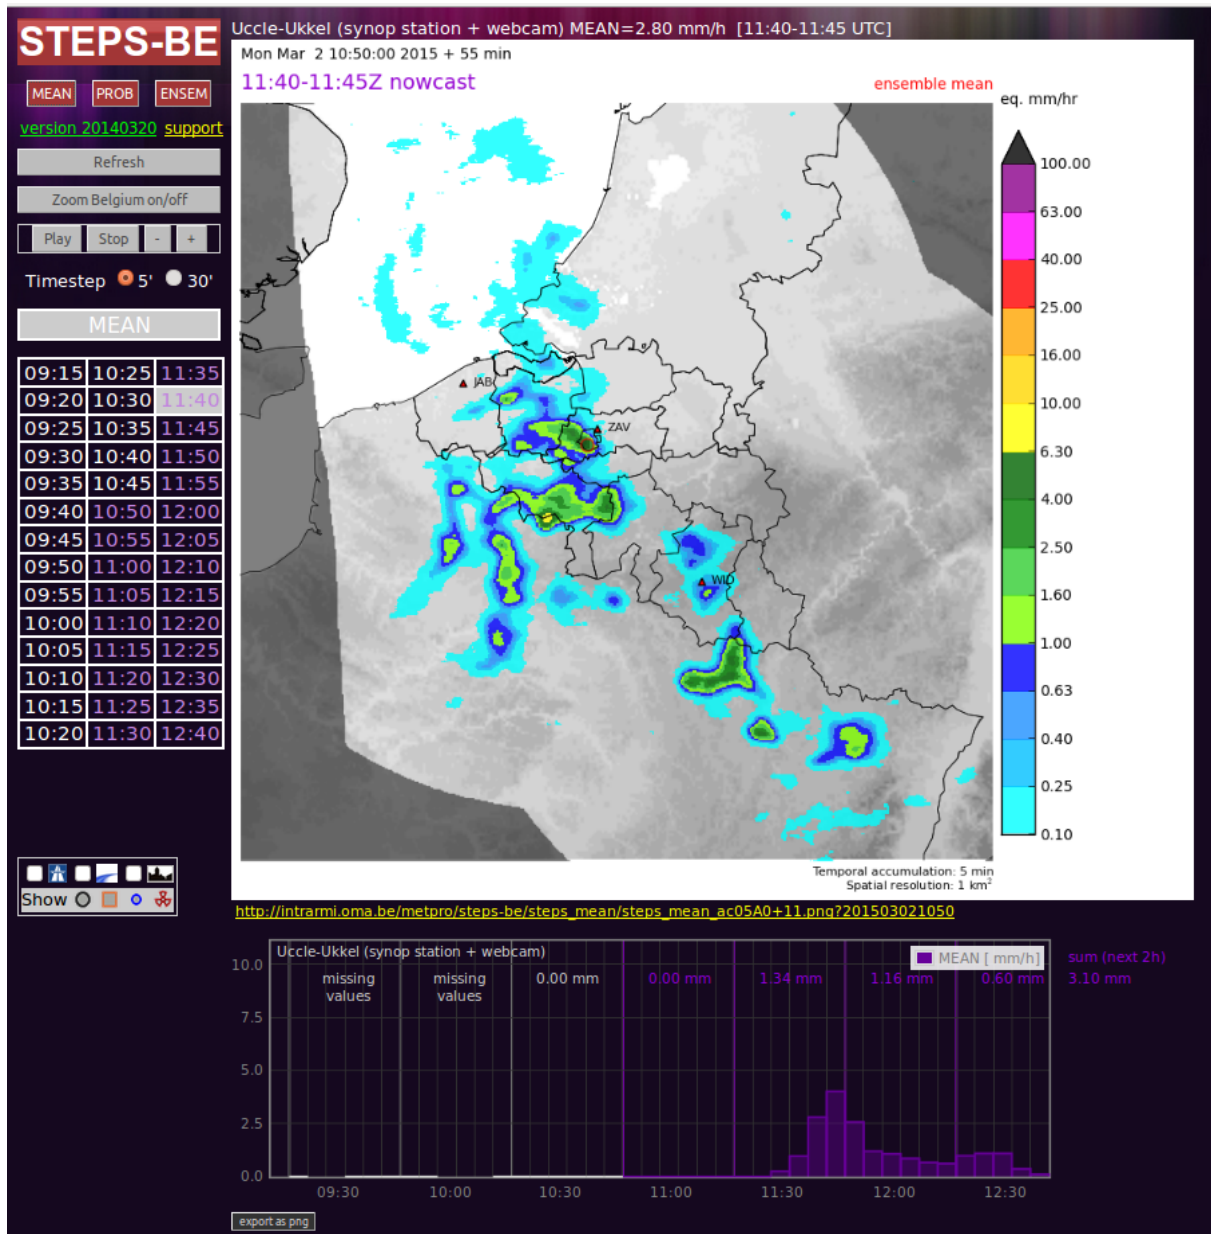 STEPS-BE
MEAN PROB ENSEM
version 20140320 support
Refresh
Zoom Belgium on/off
Play Stop - +
Timestep 5' 30'
MEAN
09:15 10:25 11:35
09:20 10:30 11:40
09:25 10:35 11:45
09:30 10:40 11:50
09:35 10:45 11:55
09:40 10:50 12:00
09:45 10:55 12:05
09:50 11:00 12:10
09:55 11:05 12:15
10:00 11:10 12:20
10:05 11:15 12:25
10:10 11:20 12:30
10:15 11:25 12:35
10:20 11:30 12:40
Show
Uccle-Ukkel (synop station + webcam) MEAN=2.80 mm/h [11:40-11:45 UTC]
Mon Mar 2 10:50:00 2015 + 55 min
11:40-11:45Z nowcast
ensemble mean
eq. mm/hr
100.00
63.00
40.00
25.00
16.00
10.00
6.30
4.00
2.50
1.60
1.00
0.63
0.40
0.25
0.10
JAB
ZAV
WID
Temporal accumulation: 5 min
Spatial resolution: 1 km²
http://intrarmi.oma.be/metpro/steps-be/steps_mean/steps_mean_ac05A0+11.png?201503021050
Uccle-Ukkel (synop station + webcam)
MEAN [ mm/h]
sum (next 2h)
missing values
missing values
0.00 mm
0.00 mm
1.34 mm
1.16 mm
0.60 mm
3.10 mm
10.0
7.5
5.0
2.5
0.0
09:30 10:00 10:30 11:00 11:30 12:00 12:30
export as png